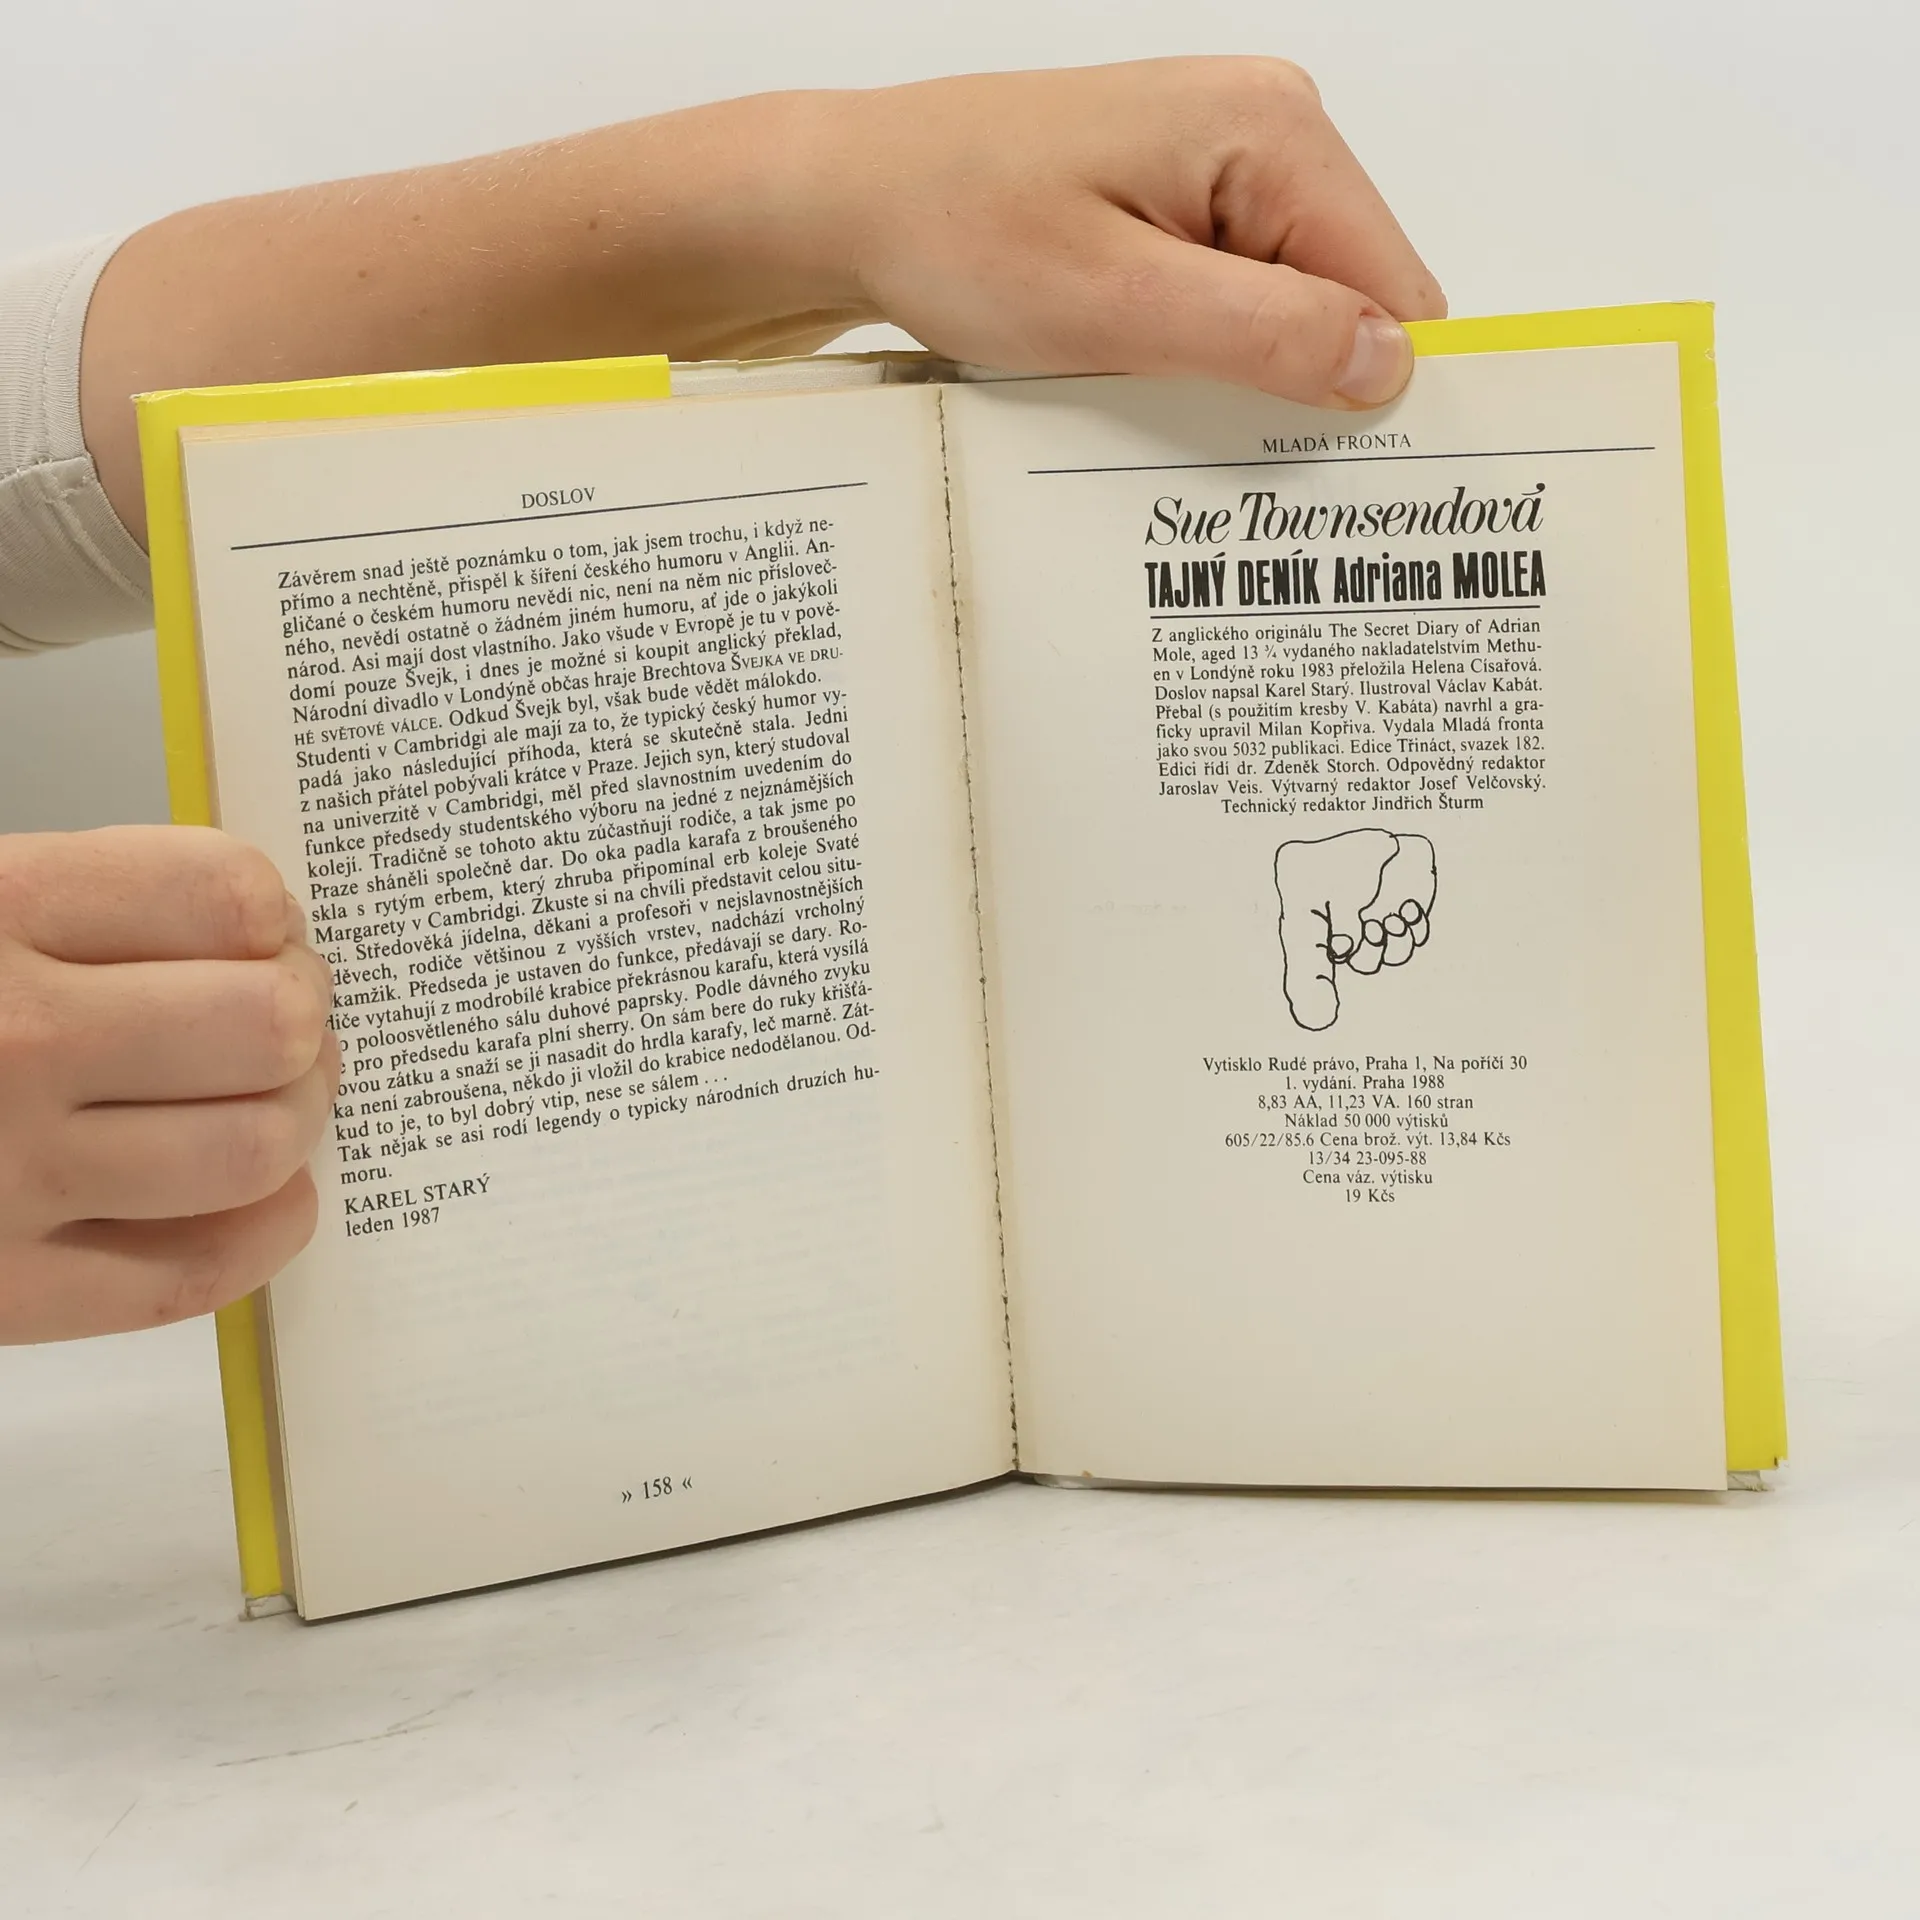 DOSLOV
Závěrem snad ještě poznámku o tom, jak jsem trochu, i když ne-
přímo a nechtěně, přispěl k šíření českého humoru v Anglii. An-
gličané o českém humoru nevědí nic, není na něm nic přísloveč-
ného, nevědí ostatně o žádném jiném humoru, ať jde o jakýkoli
národ. Asi mají dost vlastního. Jako všude v Evropě je tu v pově-
domí pouze Švejk, i dnes je možné si koupit anglický překlad,
Národní divadlo v Londýně občas hraje Brechtova ŠVEJKA VE DRU-
HÉ SVĚTOVÉ VÁLCE. Odkud Švejk byl, však bude vědět málokdo.
Studenti v Cambridgi ale mají za to, že typický český humor vy-
padá jako následující příhoda, která se skutečně stala. Jedni
z našich přátel pobývali krátce v Praze. Jejich syn, který studoval
na univerzitě v Cambridgi, měl před slavnostním uvedením do
funkce předsedy studentského výboru na jedné z nejznámějších
kolejí. Tradičně se tohoto aktu zúčastňují rodiče, a tak jsme po
Praze sháněli společně dar. Do oka padla karafa z broušeného
skla s rytým erbem, který zhruba připomínal erb koleje Svaté
Margarety v Cambridgi. Zkuste si na chvíli představit celou situ-
ci. Středověká jídelna, děkani a profesoři v nejslavnostnějších
děvech, rodiče většinou z vyšších vrstev, nadchází vrcholný
kamžik. Předseda je ustaven do funkce, předávají se dary. Ro-
diče vytahují z modrobílé krabice překrásnou karafu, která vysílá
o poloosvětleného sálu duhové paprsky. Podle dávného zvyku
e pro předsedu karafa plní sherry. On sám bere do ruky křišťá-
ovou zátku a snaží se ji nasadit do hrdla karafy, leč marně. Zát-
ka není zabroušena, někdo ji vložil do krabice nedodělanou. Od-
kud to je, to byl dobrý vtip, nese se sálem ...
Tak nějak se asi rodí legendy o typicky národních druzích hu-
moru.
KAREL STARÝ
leden 1987
» 158 «
MLADÁ FRONTA
Sue Townsendová
TAJNÝ DENÍK Adriana MOLEA
Z anglického originálu The Secret Diary of Adrian
Mole, aged 13 ¾ vydaného nakladatelstvím Methu-
en v Londýně roku 1983 přeložila Helena Císařová.
Doslov napsal Karel Starý. Ilustroval Václav Kabát.
Přebal (s použitím kresby V. Kabáta) navrhl a gra-
ficky upravil Milan Kopřiva. Vydala Mladá fronta
jako svou 5032 publikaci. Edice Třináct, svazek 182.
Edici řídí dr. Zdeněk Storch. Odpovědný redaktor
Jaroslav Veis. Výtvarný redaktor Josef Velčovský.
Technický redaktor Jindřich Šturm
Vytisklo Rudé právo, Praha 1, Na poříčí 30
1. vydání. Praha 1988
8,83 AA, 11,23 VA. 160 stran
Náklad 50 000 výtisků
605/22/85.6 Cena brož. výt. 13,84 Kčs
13/34 23-095-88
Cena váz. výtisku
19 Kčs